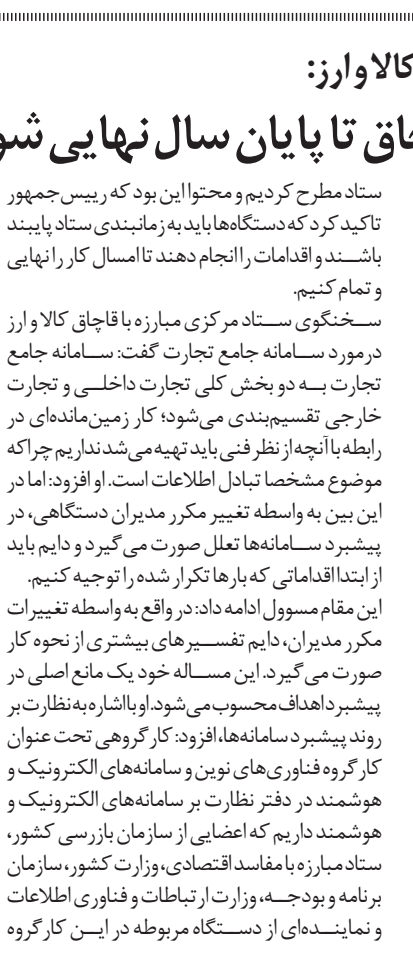 کالا و ارز:
تا پایان سال نهایی
ستاد مطرح کردیم و محتوا این بود که رییس‌جمهور
تاکید کرد که دستگاه‌ها باید به زمانبندی ستاد پایبند
باشند و اقدامات را انجام دهند تا امسال کار را نهایی
و تمام کنیم.
سخنگوی ستاد مرکزی مبارزه با قاچاق کالا و ارز
درمورد سامانه جامع تجارت گفت: سامانه جامع
تجارت به دو بخش کلی تجارت داخلی و تجارت
خارجی تقسیم‌بندی می‌شود؛ کار زمین‌مانده‌ای در
رابطه با آنچه از نظر فنی باید تهیه می‌شد نداریم چراکه
موضوع مشخصا تبادل اطلاعات است. او افزود: اما در
این بین به واسطه تغییر مکرر مدیران دستگاهی، در
پیشبرد سامانه‌ها تعلل صورت می‌گیرد و دایم باید
از ابتدا اقداماتی که بارها تکرار شده را توجیه کنیم.
این مقام مسوول ادامه داد: در واقع به واسطه تغییرات
مکرر مدیران، دایم تفسیرهای بیشتری از نحوه کار
صورت می‌گیرد. این مساله خود یک مانع اصلی در
پیشبرد اهداف محسوب می‌شود. او با اشاره به نظارت بر
روند پیشبرد سامانه‌ها، افزود: کارگروهی تحت عنوان
کارگروه فناوری‌های نوین و سامانه‌های الکترونیک و
هوشمند در دفتر نظارت بر سامانه‌های الکترونیک و
هوشمند داریم که اعضایی از سازمان بازرسی کشور،
ستاد مبارزه با مفاسد اقتصادی، وزارت کشور، سازمان
برنامه و بودجه، وزارت ارتباطات و فناوری اطلاعات
و نماینده‌ای از دستگاه مربوطه در این کارگروه